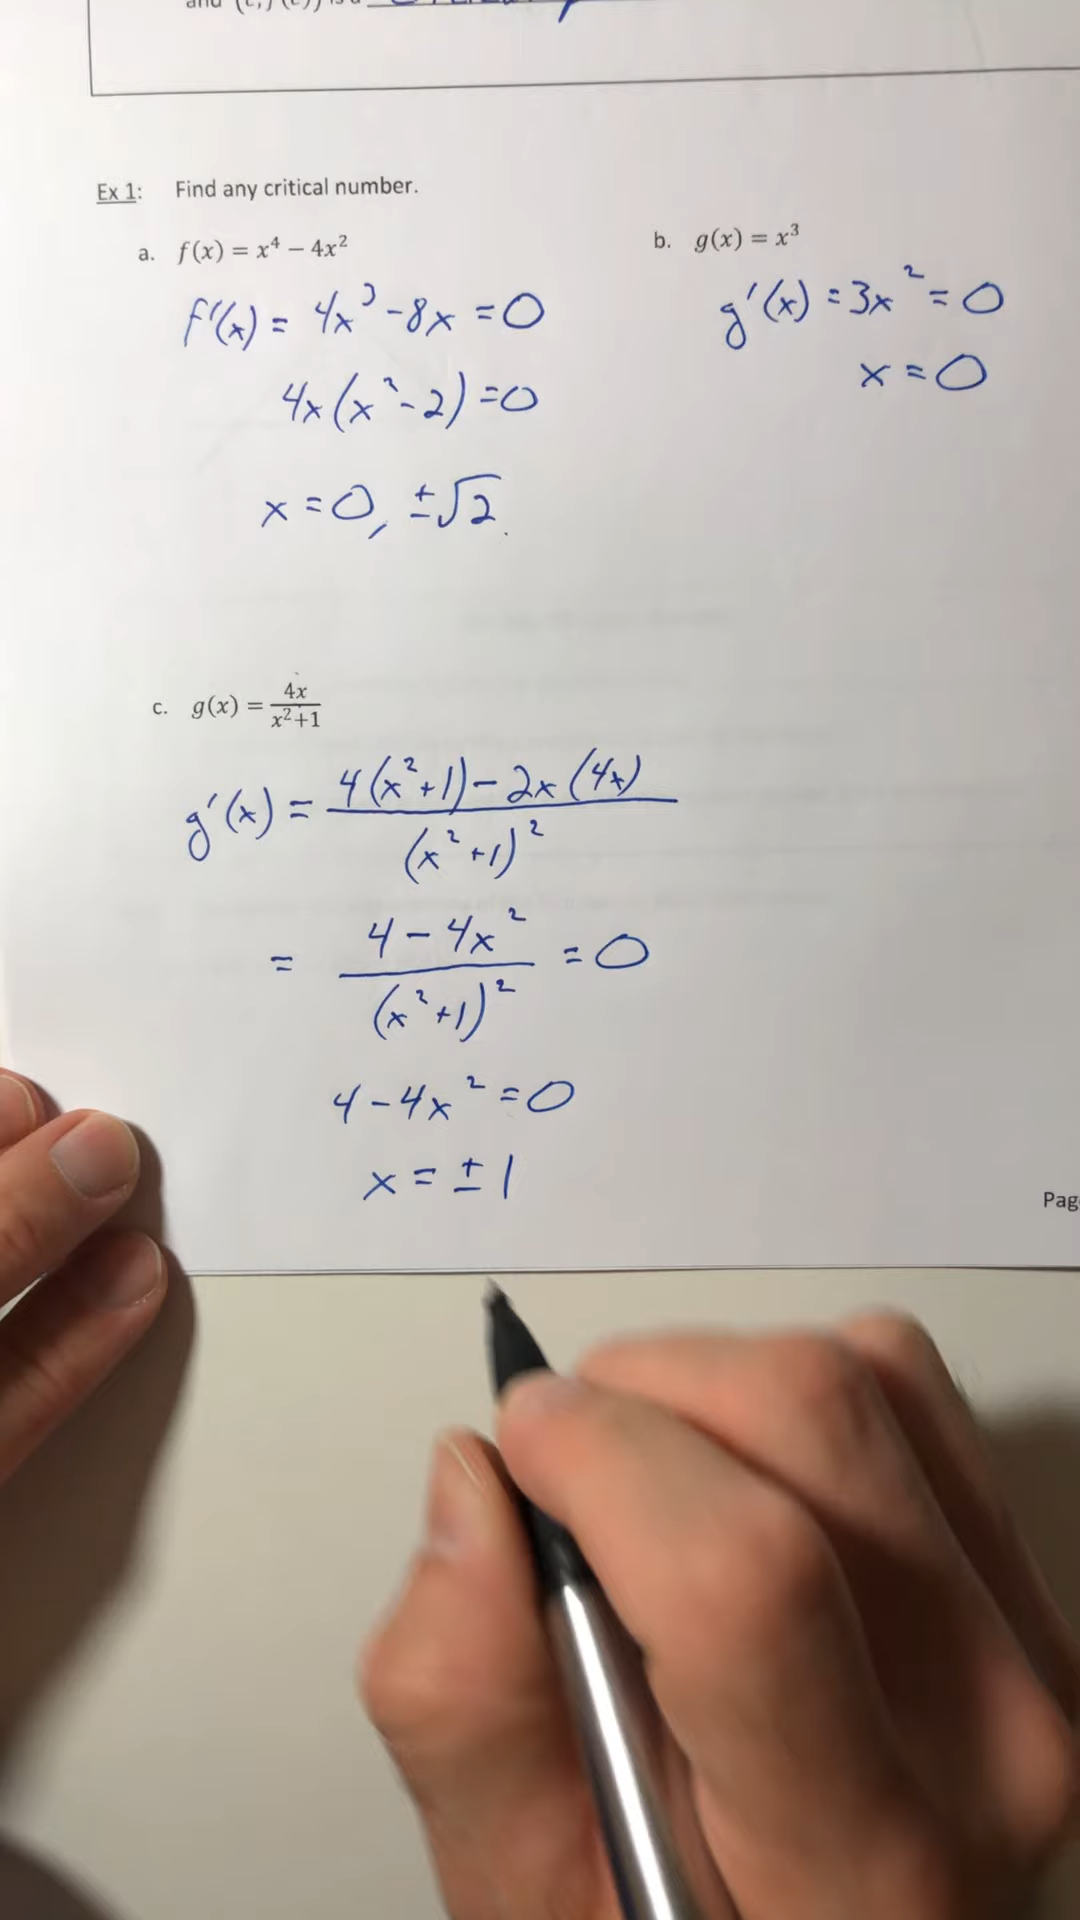 and (c, f(c)) is a
Ex 1: Find any critical number.
a. f(x) = x⁴ − 4x²
f'(x) = 4x³ - 8x = 0
4x(x² - 2) = 0
x = 0, ±√2
b. g(x) = x³
g'(x) = 3x² = 0
x = 0
c. g(x) = 4x/(x²+1)
g'(x) = (4(x²+1) - 2x(4x))/(x²+1)²
= (4 - 4x²)/(x²+1)² = 0
4 - 4x² = 0
x = ±1
Pag